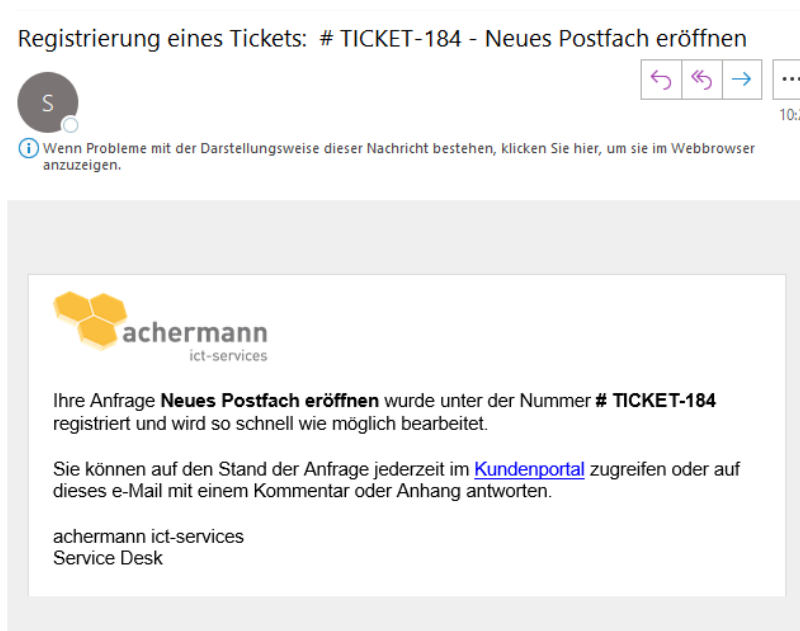 Registrierung eines Tickets:  # TICKET-184 - Neues Postfach eröffnen
S
Wenn Probleme mit der Darstellungsweise dieser Nachricht bestehen, klicken Sie hier, um sie im Webbrowser
anzuzeigen.
achermann
ict-services
Ihre Anfrage Neues Postfach eröffnen wurde unter der Nummer # TICKET-184
registriert und wird so schnell wie möglich bearbeitet.
Sie können auf den Stand der Anfrage jederzeit im Kundenportal zugreifen oder auf
dieses e-Mail mit einem Kommentar oder Anhang antworten.
achermann ict-services
Service Desk